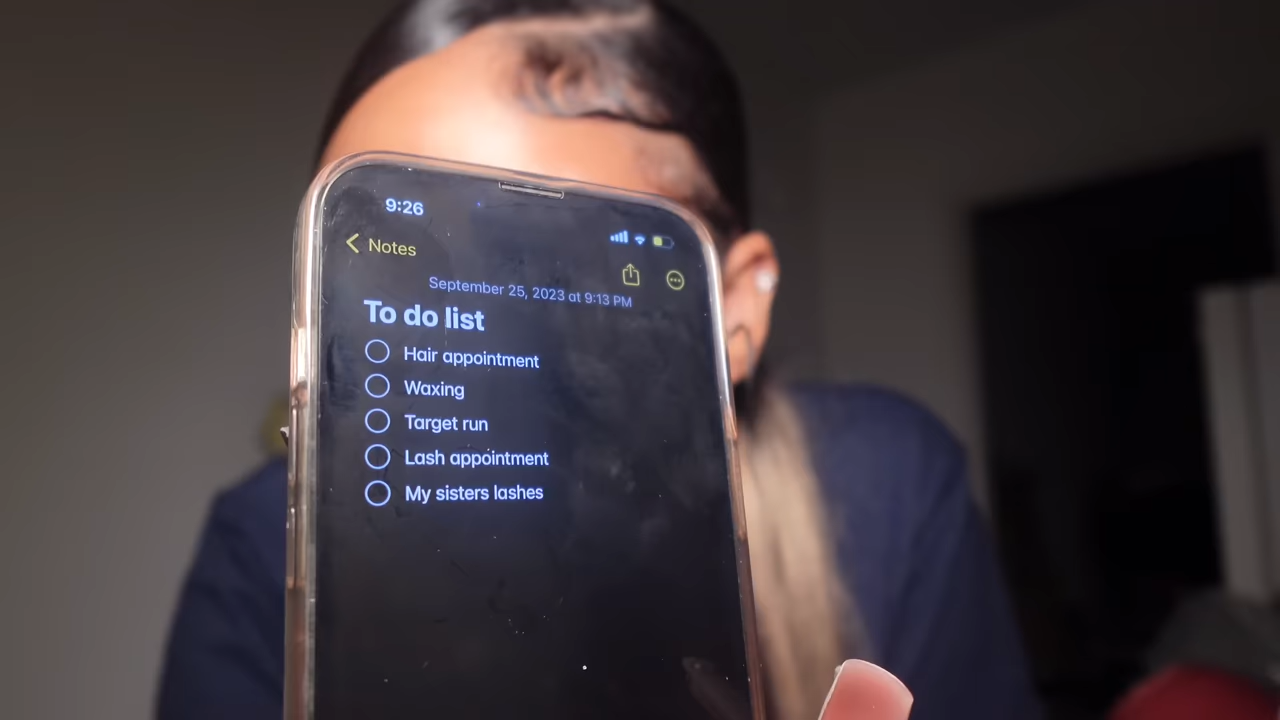 9:26
Notes
September 25, 2023 at 9:13 PM
To do list
Hair appointment
Waxing
Target run
Lash appointment
My sisters lashes